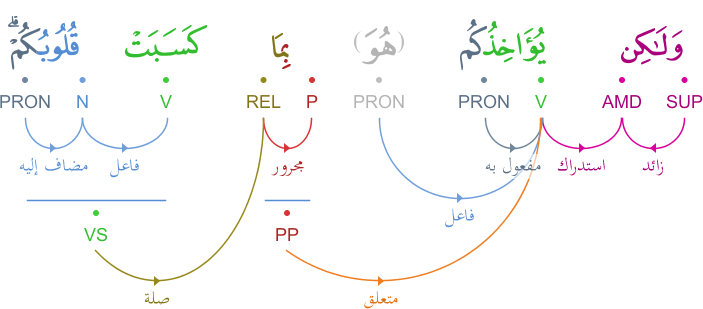 وَلَـٰكِن يُؤَاخِذُكُم (هُوَ) بِمَا كَسَبَتْ قُلُوبُكُمْ ۗ
SUP AMD V PRON PRON P REL V N PRON
زائد استدراك مفعول به مجرور فاعل مضاف إليه
فاعل
VS PP
متعلق صلة